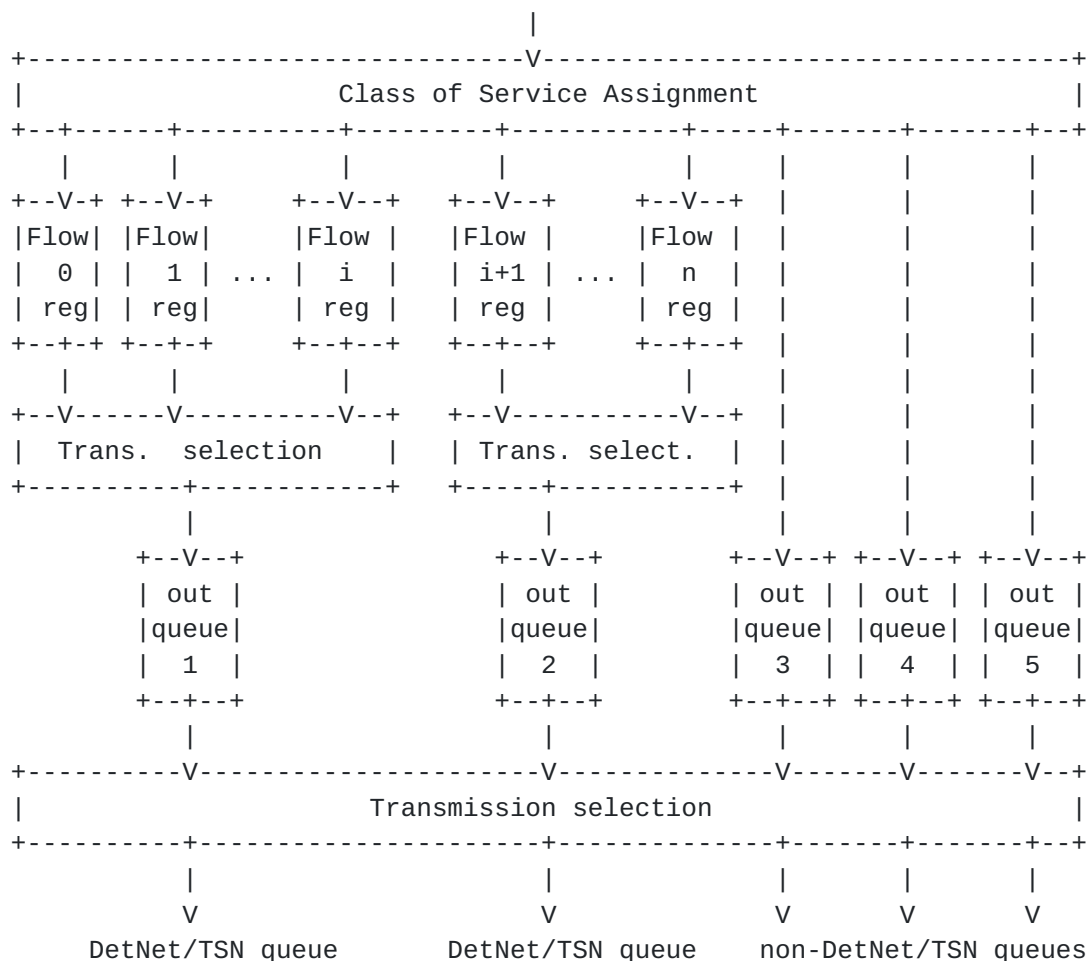 |
+--------------------------------V-----------------------------------+
|                    Class of Service Assignment                     |
+--+------+----------+---------+-----------+-----+-------+-------+--+
   |      |          |         |           |     |       |       |
+--V-+ +--V-+     +--V--+   +--V--+     +--V--+  |       |       |
|Flow| |Flow|     |Flow |   |Flow |     |Flow |  |       |       |
|  0 | |  1 | ... |  i  |   | i+1 | ... |  n  |  |       |       |
| reg| | reg|     | reg |   | reg |     | reg |  |       |       |
+--+-+ +--+-+     +--+--+   +--+--+     +--+--+  |       |       |
   |      |          |         |           |     |       |       |
+--V------V----------V--+   +--V-----------V--+  |       |       |
|  Trans.  selection    |   | Trans. select.  |  |       |       |
+----------+------------+   +-----+-----------+  |       |       |
           |                      |              |       |       |
        +--V--+                +--V--+        +--V--+ +--V--+ +--V--+
        | out |                | out |        | out | | out | | out |
        |queue|                |queue|        |queue| |queue| |queue|
        |  1  |                |  2  |        |  3  | |  4  | |  5  |
        +--+--+                +--+--+        +--+--+ +--+--+ +--+--+
           |                      |              |       |       |
+----------V----------------------V--------------V-------V-------V--+
|                      Transmission selection                       |
+----------+----------------------+--------------+-------+-------+--+
           |                      |              |       |       |
           V                      V              V       V       V
     DetNet/TSN queue       DetNet/TSN queue    non-DetNet/TSN queues